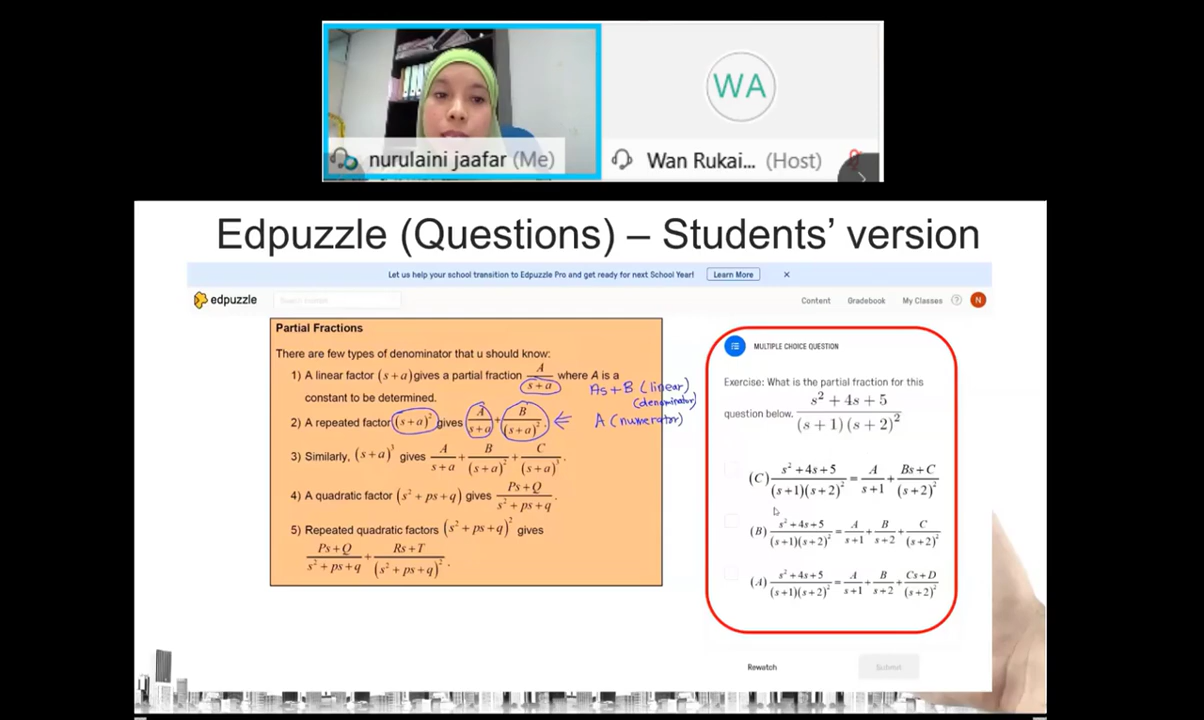 WA
nurulaini jaafar (Me)
Wan Rukai... (Host)
Edpuzzle (Questions) – Students’ version
Let us help your school transition to Edpuzzle Pro and get ready for next School Year!
Learn More
×
edpuzzle
Content
Gradebook
My Classes
?
N
Partial Fractions
There are few types of denominator that u should know:
1) A linear factor (s + a) gives a partial fraction A/(s + a) where A is a
constant to be determined.
As + B (linear)
(denominator)
2) A repeated factor (s + a)² gives A/(s + a) + B/(s + a)².
← A (numerator)
3) Similarly, (s + a)³ gives A/(s + a) + B/(s + a)² + C/(s + a)³.
4) A quadratic factor (s² + ps + q) gives (Ps + Q)/(s² + ps + q).
5) Repeated quadratic factors (s² + ps + q)² gives
(Ps + Q)/(s² + ps + q) + (Rs + T)/(s² + ps + q)².
MULTIPLE CHOICE QUESTION
Exercise: What is the partial fraction for this
question below. (s² + 4s + 5)/((s + 1)(s + 2)²)
(C) (s² + 4s + 5)/((s + 1)(s + 2)²) = A/(s + 1) + (Bs + C)/(s + 2)²
(B) (s² + 4s + 5)/((s + 1)(s + 2)²) = A/(s + 1) + B/(s + 2) + C/(s + 2)²
(A) (s² + 4s + 5)/((s + 1)(s + 2)²) = A/(s + 1) + B/(s + 2) + (Cs + D)/(s + 2)²
Rewatch
Submit